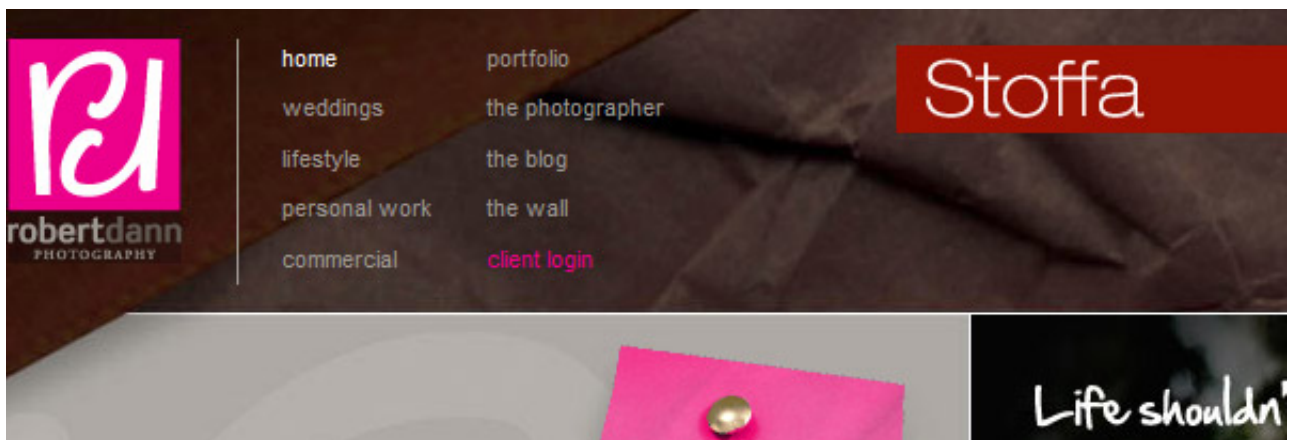 rd
robertdann
PHOTOGRAPHY
home
weddings
lifestyle
personal work
commercial
portfolio
the photographer
the blog
the wall
client login
Stoffa
Life shouldn'